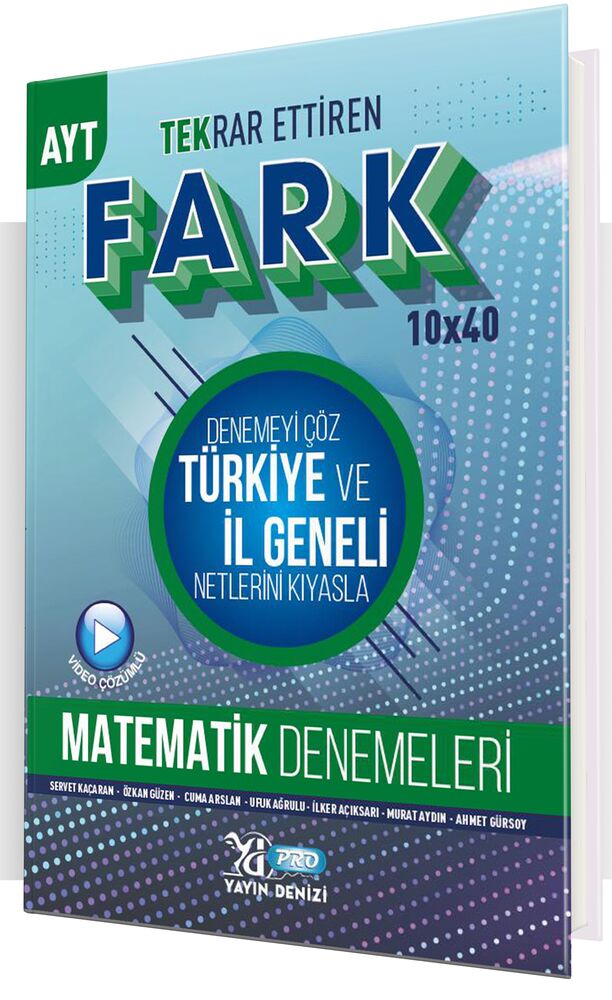 AYT
TEKRAR ETTİREN
FARK
10x40
DENEMEYİ ÇÖZ
TÜRKİYE VE
İL GENELİ
NETLERİNİ KIYASLA
VİDEO ÇÖZÜMLÜ
MATEMATİK DENEMELERİ
SERVET KAÇARAN - ÖZKAN GÜZEN - CUMA ARSLAN - UFUK AĞRULU - İLKER AÇIKSARI - MURAT AYDIN - AHMET GÜRSOY
PRO
YAYIN DENİZİ